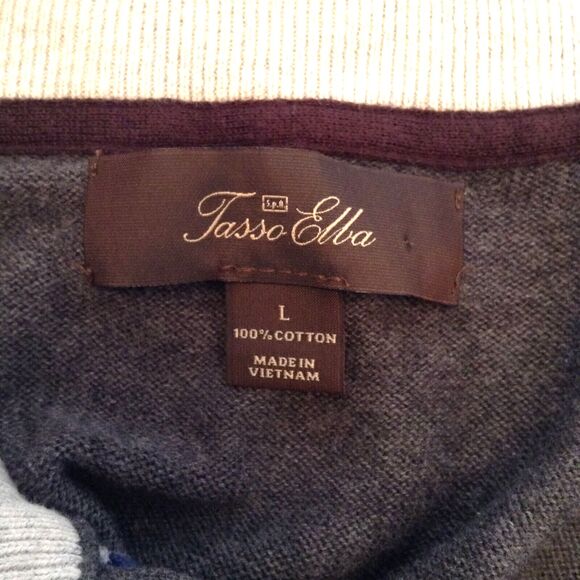 S.p.A.
Tasso Elba
L
100% COTTON
MADE IN
VIETNAM